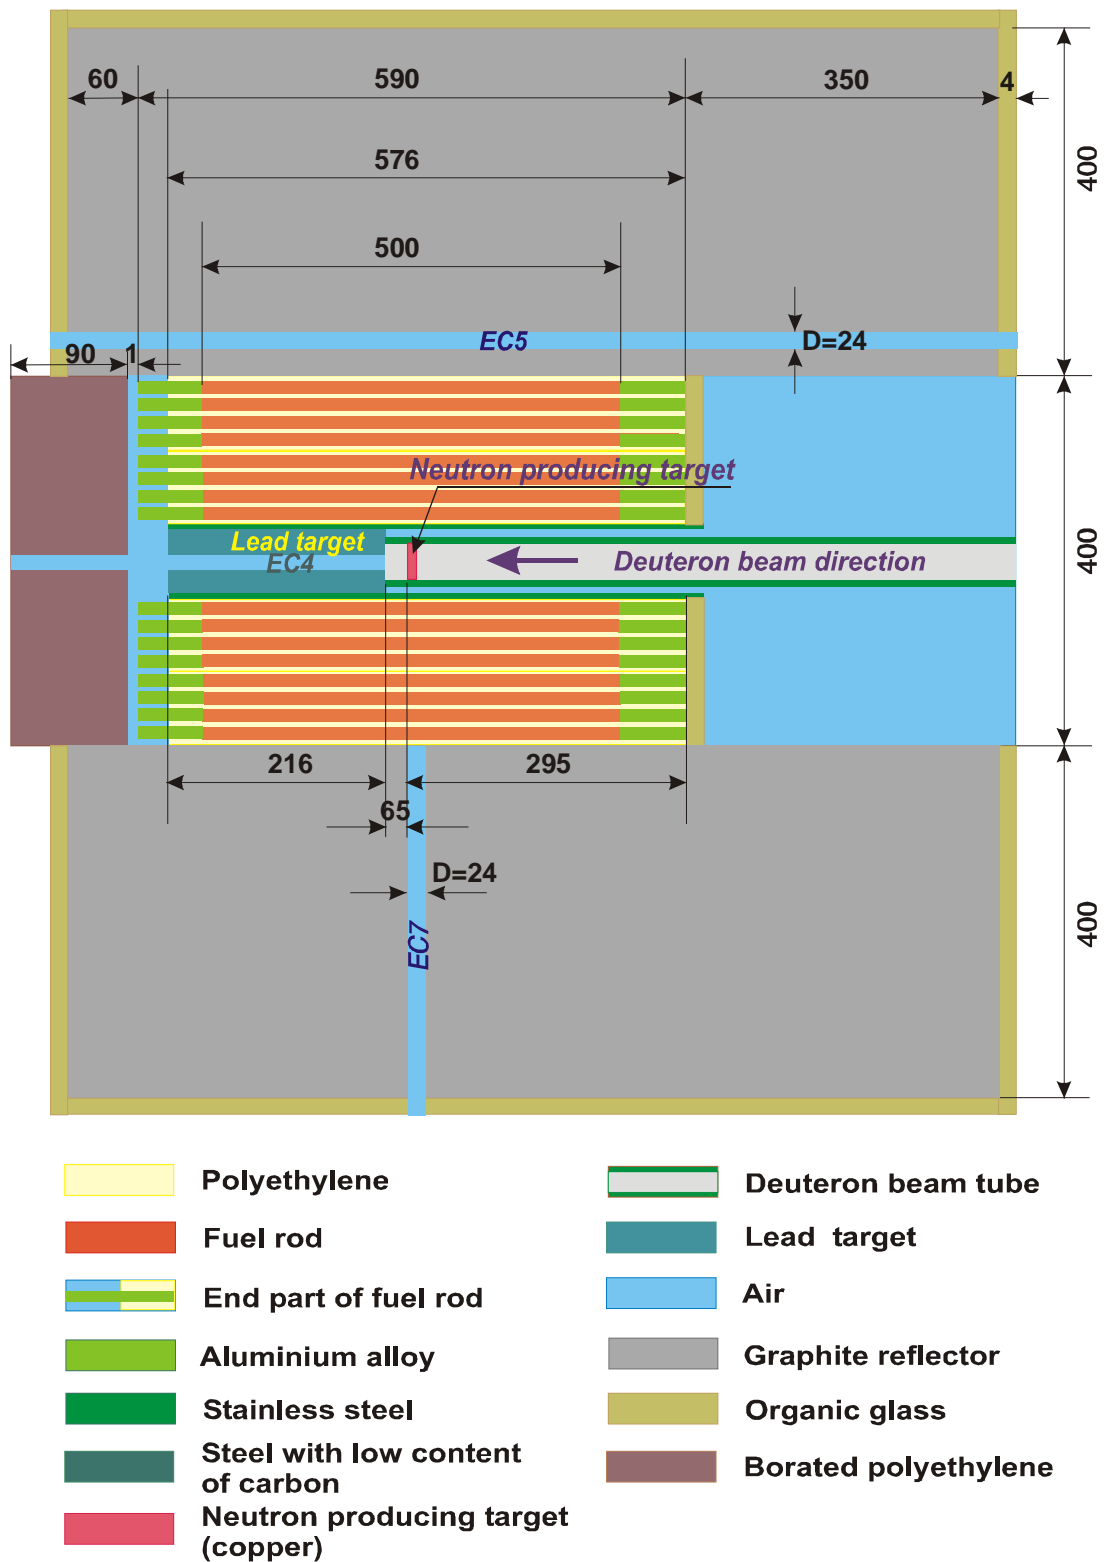 60
590
350
4
576
400
500
EC5
D=24
90
1
Neutron producing target
Lead target
EC4
Deuteron beam direction
400
216
295
65
D=24
EC7
400
Polyethylene
Fuel rod
End part of fuel rod
Aluminium alloy
Stainless steel
Steel with low content
of carbon
Neutron producing target
(copper)
Deuteron beam tube
Lead target
Air
Graphite reflector
Organic glass
Borated polyethylene